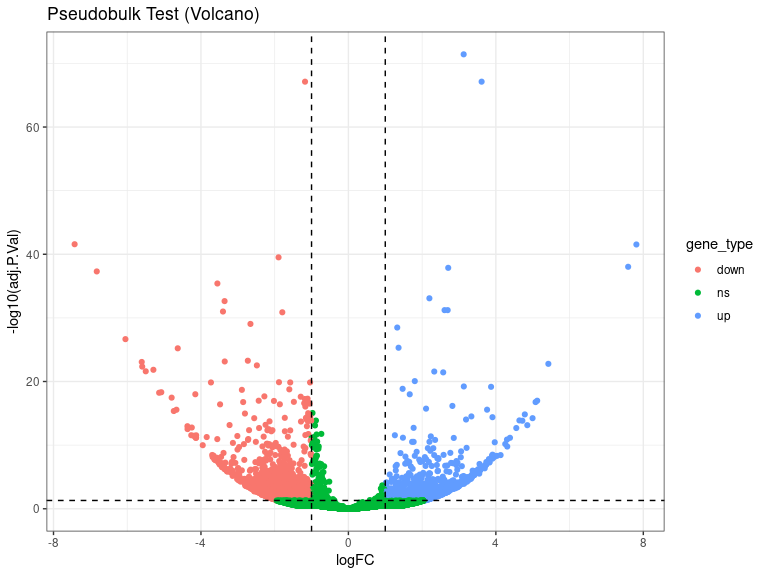 Pseudobulk Test (Volcano)
-log10(adj.P.Val)
60
40
20
0
-8
-4
0
4
8
logFC
gene_type
down
ns
up